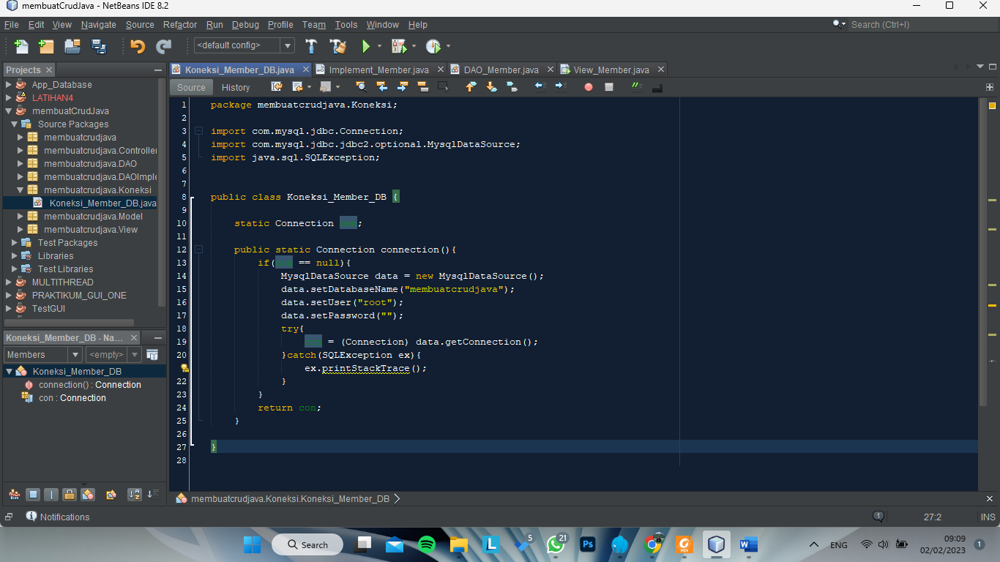 membuatCrudJava - NetBeans IDE 8.2
File Edit View Navigate Source Refactor Run Debug Profile Team Tools Window Help
Search (Ctrl+I)
<default config>
Projects
App_Database
LATIHAN4
membuatCrudJava
Source Packages
membuatcrudjava
membuatcrudjava.Controller
membuatcrudjava.DAO
membuatcrudjava.DAOImple
membuatcrudjava.Koneksi
Koneksi_Member_DB.java
membuatcrudjava.Model
membuatcrudjava.View
Test Packages
Libraries
Test Libraries
MULTITHREAD
PRAKTIKUM_GUI_ONE
TestGUI
Koneksi_Member_DB - Na...
Members <empty>
Koneksi_Member_DB
connection() : Connection
con : Connection
Koneksi_Member_DB.java Implement_Member.java DAO_Member.java View_Member.java
Source History
1 package membuatcrudjava.Koneksi;
2
3 import com.mysql.jdbc.Connection;
4 import com.mysql.jdbc.jdbc2.optional.MysqlDataSource;
5 import java.sql.SQLException;
6
7
8 public class Koneksi_Member_DB {
9
10 static Connection con;
11
12 public static Connection connection(){
13 if(con == null){
14 MysqlDataSource data = new MysqlDataSource();
15 data.setDatabaseName("membuatcrudjava");
16 data.setUser("root");
17 data.setPassword("");
18 try{
19 con = (Connection) data.getConnection();
20 }catch(SQLException ex){
ex.printStackTrace();
22 }
23 }
24 return con;
25 }
26
27 }
28
membuatcrudjava.Koneksi.Koneksi_Member_DB
Notifications
1
27:2
INS
Search
L
5
21
Ps
PDF
W
ENG
09:09
02/02/2023
1